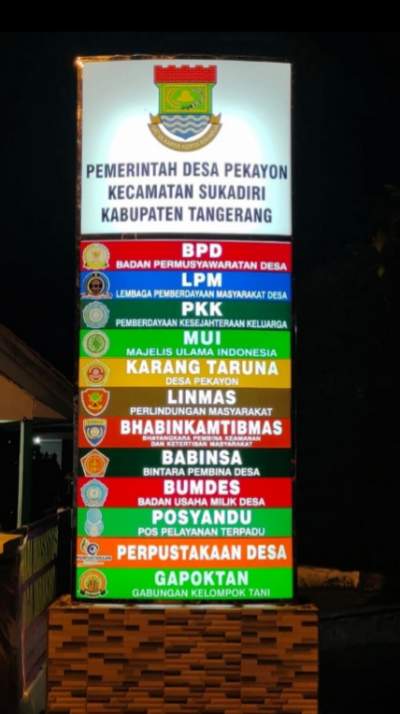 PEMERINTAH DESA PEKAYON
KECAMATAN SUKADIRI
KABUPATEN TANGERANG
BPD
BADAN PERMUSYAWARATAN DESA
LPM
LEMBAGA PEMBERDAYAAN MASYARAKAT DESA
PKK
PEMBERDAYAAN KESEJAHTERAAN KELUARGA
MUI
MAJELIS ULAMA INDONESIA
KARANG TARUNA
DESA PEKAYON
LINMAS
PERLINDUNGAN MASYARAKAT
BHABINKAMTIBMAS
BHAYANGKARA PEMBINA KEAMANAN
DAN KETERTIBAN MASYARAKAT
BABINSA
BINTARA PEMBINA DESA
BUMDES
BADAN USAHA MILIK DESA
POSYANDU
POS PELAYANAN TERPADU
PERPUSTAKAAN DESA
GAPOKTAN
GABUNGAN KELOMPOK TANI